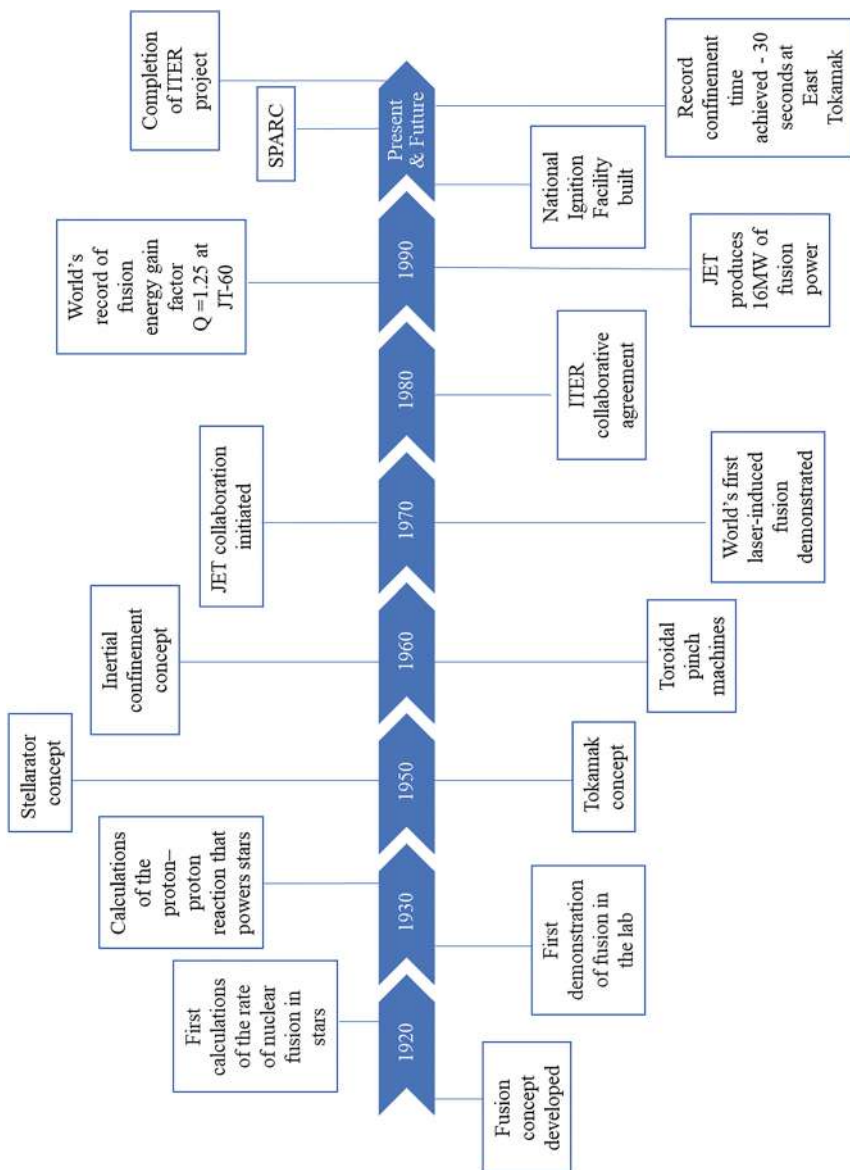 First
calculations
of the rate
of nuclear
fusion in
stars
Calculations
of the
proton–
proton
reaction that
powers stars
Stellarator
concept
Inertial
confinement
concept
JET collaboration
initiated
World's
record of
fusion
energy gain
factor
Q =1.25 at
JT-60
SPARC
Completion
of ITER
project
1920
1930
1950
1960
1970
1980
1990
Present
& Future
Fusion
concept
developed
First
demonstration
of fusion in
the lab
Tokamak
concept
Toroidal
pinch
machines
World's first
laser-induced
fusion
demonstrated
ITER
collaborative
agreement
JET
produces
16MW of
fusion
power
National
Ignition
Facility
built
Record
confinement
time
achieved - 30
seconds at
East
Tokamak